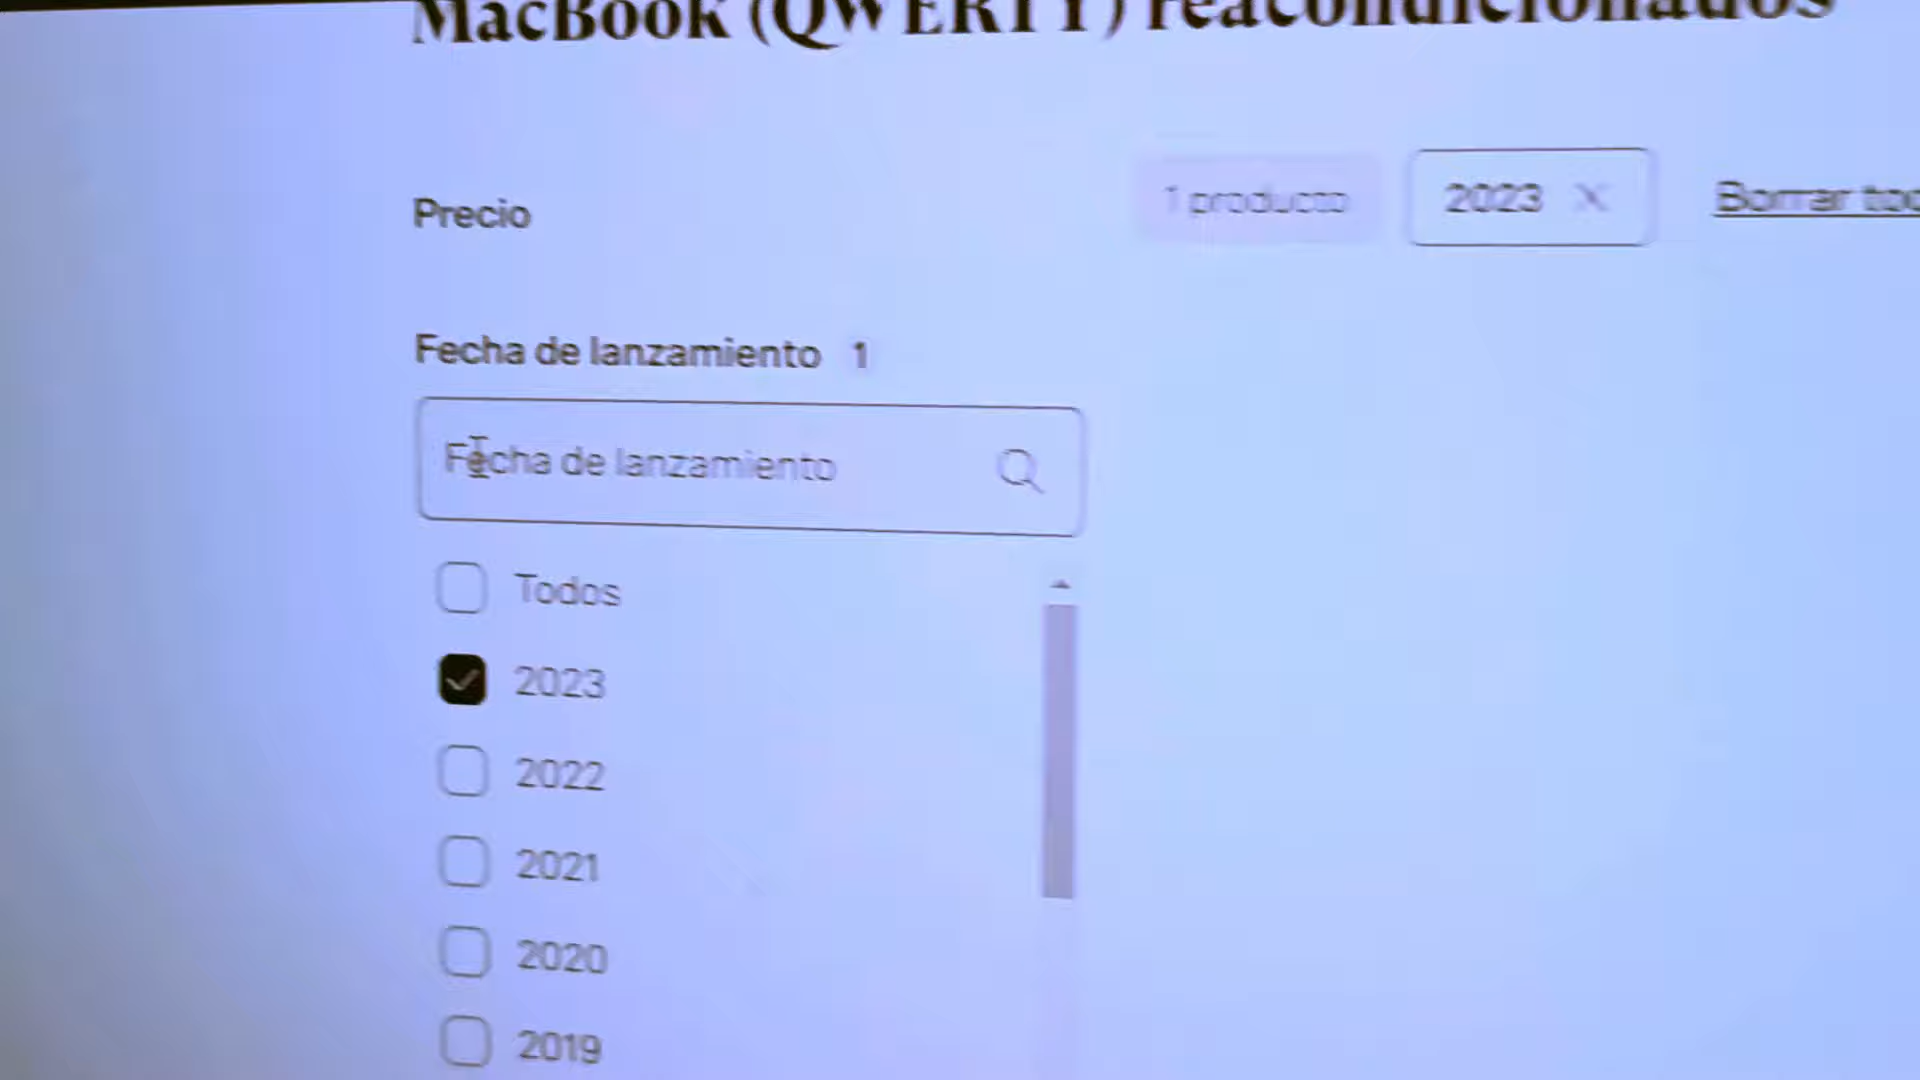 MacBook (QWERTY) reacondicionados
Precio
1 producto
2023
Borrar
Fecha de lanzamiento 1
Fecha de lanzamiento
Todos
2023
2022
2021
2020
2019